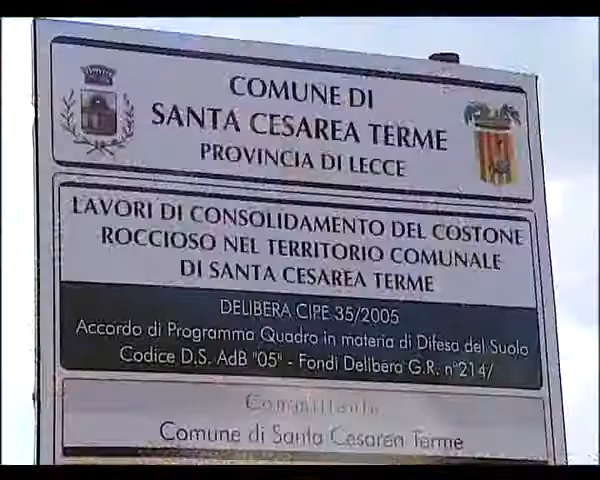 COMUNE DI
SANTA CESAREA TERME
PROVINCIA DI LECCE
LAVORI DI CONSOLIDAMENTO DEL COSTONE
ROCCIOSO NEL TERRITORIO COMUNALE
DI SANTA CESAREA TERME
DELIBERA CIPE 35/2005
Accordo di Programma Quadro in materia di Difesa del Suolo
Codice D.S. AdB "05" - Fondi Delibera G.R. n°214/
Committente
Comune di Santa Cesarea Terme